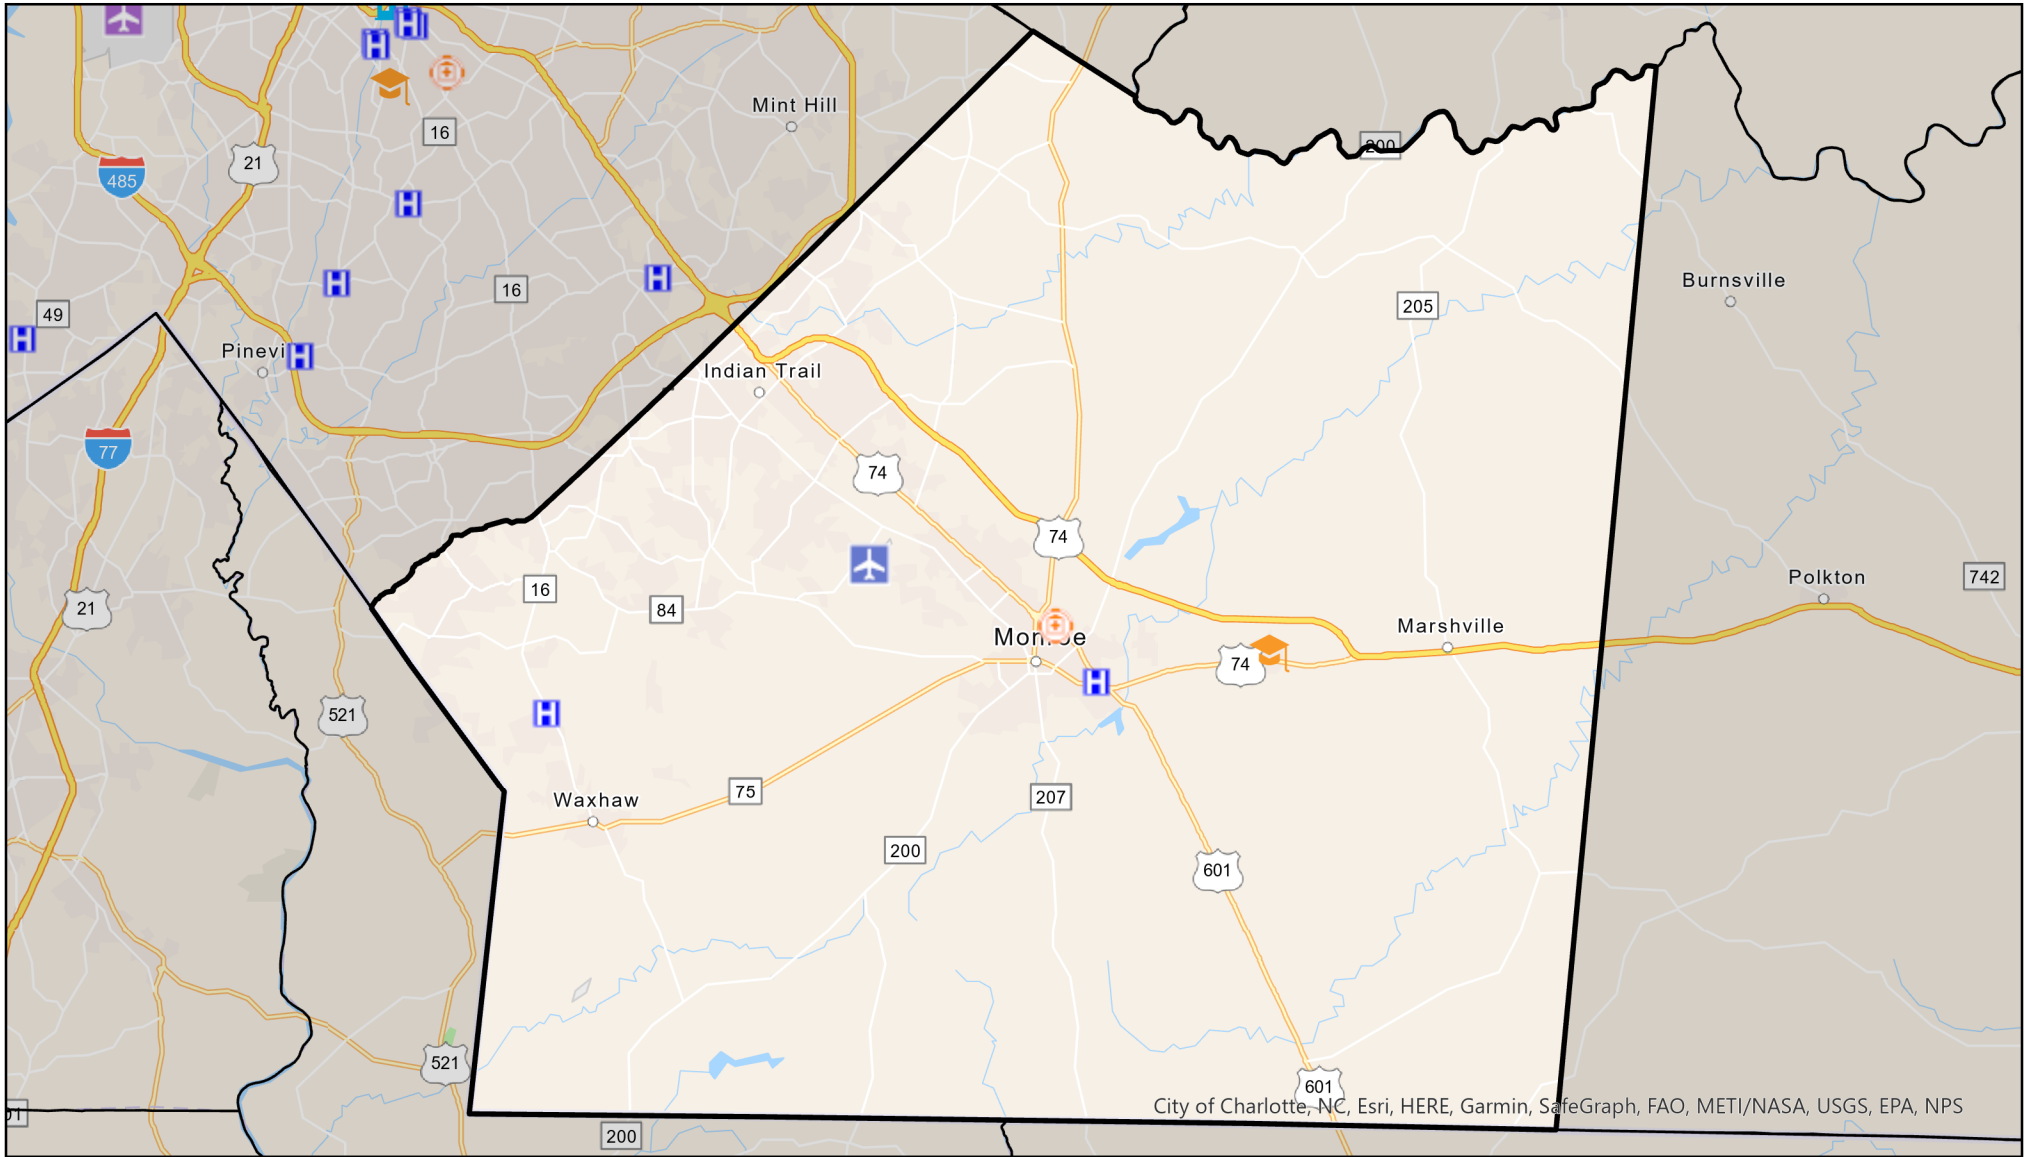 H
H
Mint Hill
16
21
200
485
H
H
H
Burnsville
16
205
49
H
Pinevi
H
Indian Trail
77
74
74
Polkton
742
16
21
84
Marshville
Monroe
74
H
521
H
75
Waxhaw
207
200
601
521
601
City of Charlotte, NC, Esri, HERE, Garmin, SafeGraph, FAO, METI/NASA, USGS, EPA, NPS
200